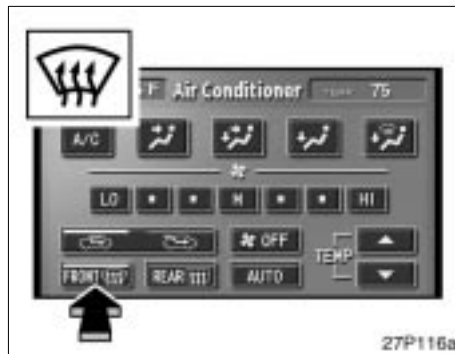 Air Conditioner 75
A/C
LO M HI
OFF
TEMP
FRONT REAR AUTO
27P116a